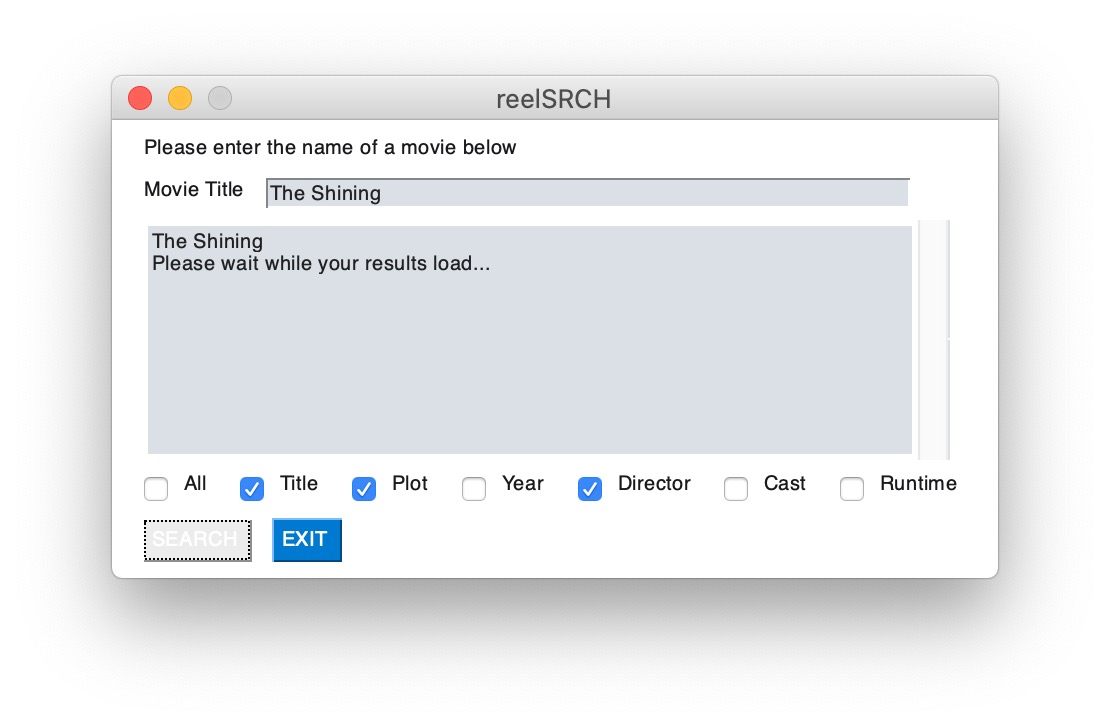 reelSRCH
Please enter the name of a movie below
Movie Title The Shining
The Shining
Please wait while your results load...
All Title Plot Year Director Cast Runtime
SEARCH EXIT